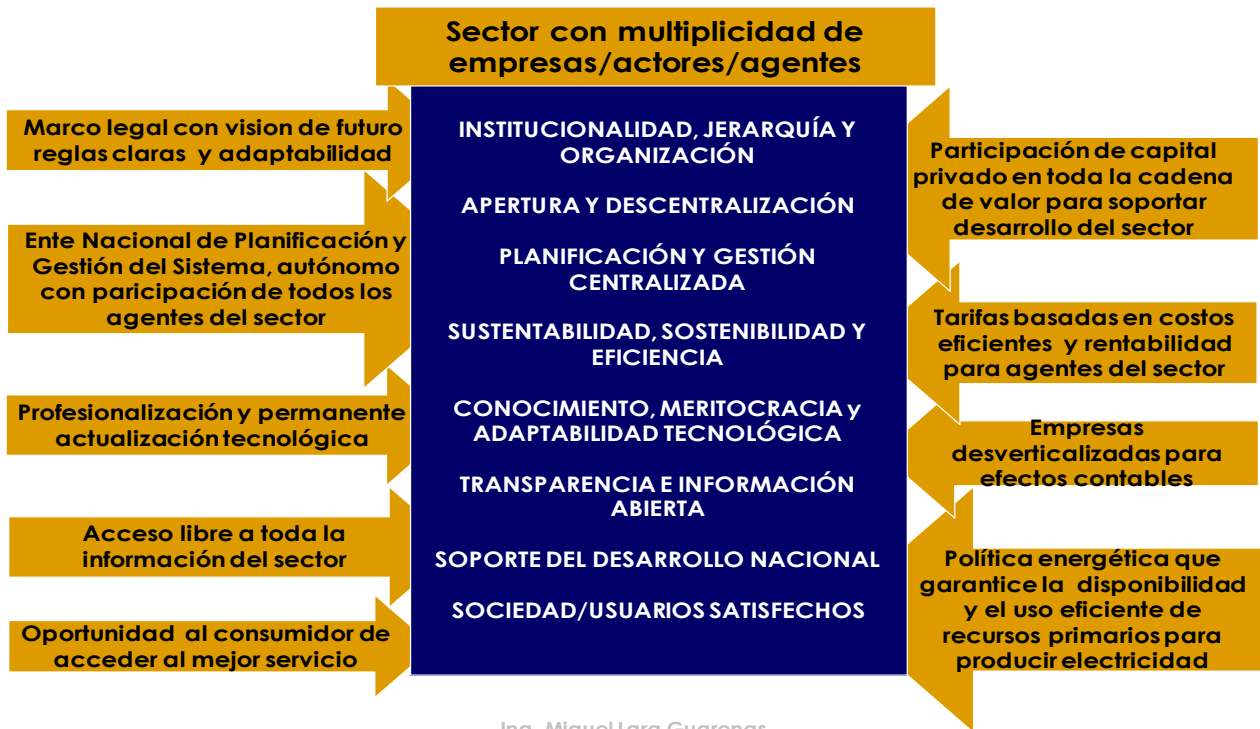 Sector con multiplicidad de
empresas/actores/agentes
Marco legal con vision de futuro
reglas claras y adaptabilidad
Ente Nacional de Planificación y
Gestión del Sistema, autónomo
con paricipación de todos los
agentes del sector
Profesionalización y permanente
actualización tecnológica
Acceso libre a toda la
información del sector
Oportunidad al consumidor de
acceder al mejor servicio
INSTITUCIONALIDAD, JERARQUÍA Y
ORGANIZACIÓN
APERTURA Y DESCENTRALIZACIÓN
PLANIFICACIÓN Y GESTIÓN
CENTRALIZADA
SUSTENTABILIDAD, SOSTENIBILIDAD Y
EFICIENCIA
CONOCIMIENTO, MERITOCRACIA y
ADAPTABILIDAD TECNOLÓGICA
TRANSPARENCIA E INFORMACIÓN
ABIERTA
SOPORTE DEL DESARROLLO NACIONAL
SOCIEDAD/USUARIOS SATISFECHOS
Participación de capital
privado en toda la cadena
de valor para soportar
desarrollo del sector
Tarifas basadas en costos
eficientes y rentabilidad
para agentes del sector
Empresas
desverticalizadas para
efectos contables
Política energética que
garantice la disponibilidad
y el uso eficiente de
recursos primarios para
producir electricidad
Ing. Miguel Lara Guarenas